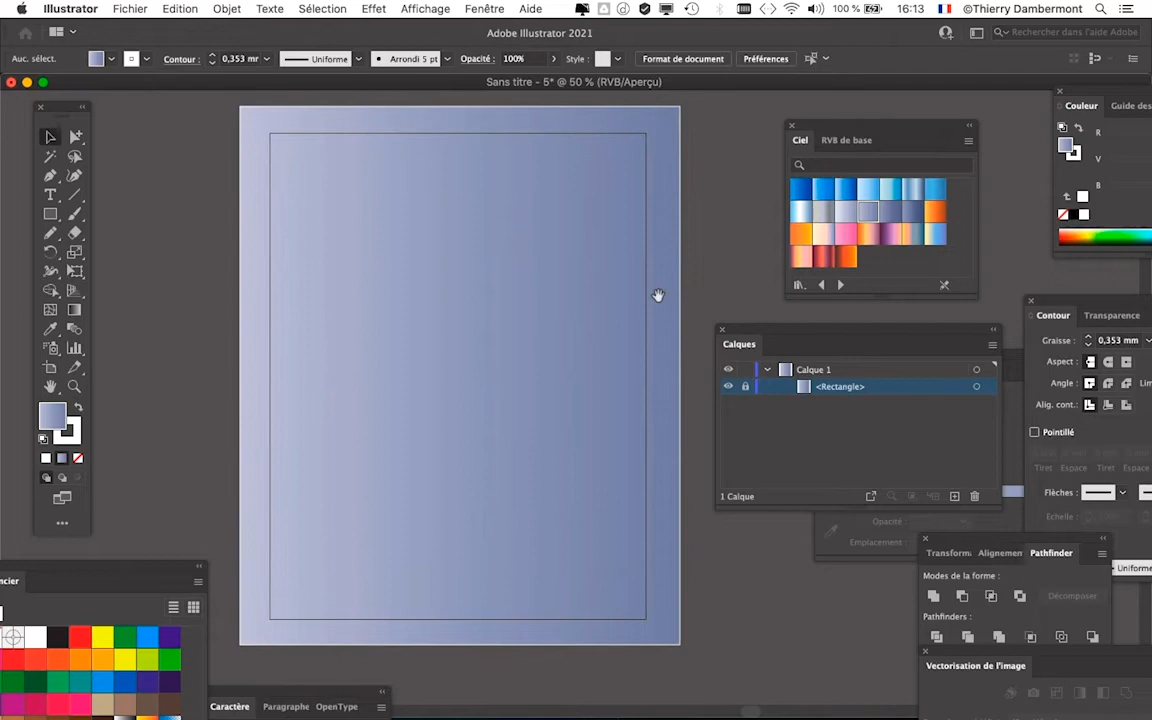 Illustrator Fichier Edition Objet Texte Sélection Effet Affichage Fenêtre Aide 100 % 16:13 ©Thierry Dambermont
Adobe Illustrator 2021 Rechercher dans l'aide Adobe
Auc. sélect. Contour : 0,353 mm Uniforme Arrondi 5 pt Opacité : 100% Style : Format de document Préférences
Sans titre - 5* @ 50 % (RVB/Aperçu)
Couleur Guide des
R
V
B
Ciel RVB de base
Contour Transparence
Graisse : 0,353 mm
Aspect :
Angle : Lim
Alig. cont. :
Pointillé
Tiret Espace Tiret Espace
Flèches :
Echelle :
Uniforme
Calques
Calque 1
<Rectangle>
1 Calque
Opacité :
Emplacement :
Transform Alignemen Pathfinder
Modes de la forme :
Décomposer
Pathfinders :
Vectorisation de l'image
ncier
Caractère Paragraphe OpenType